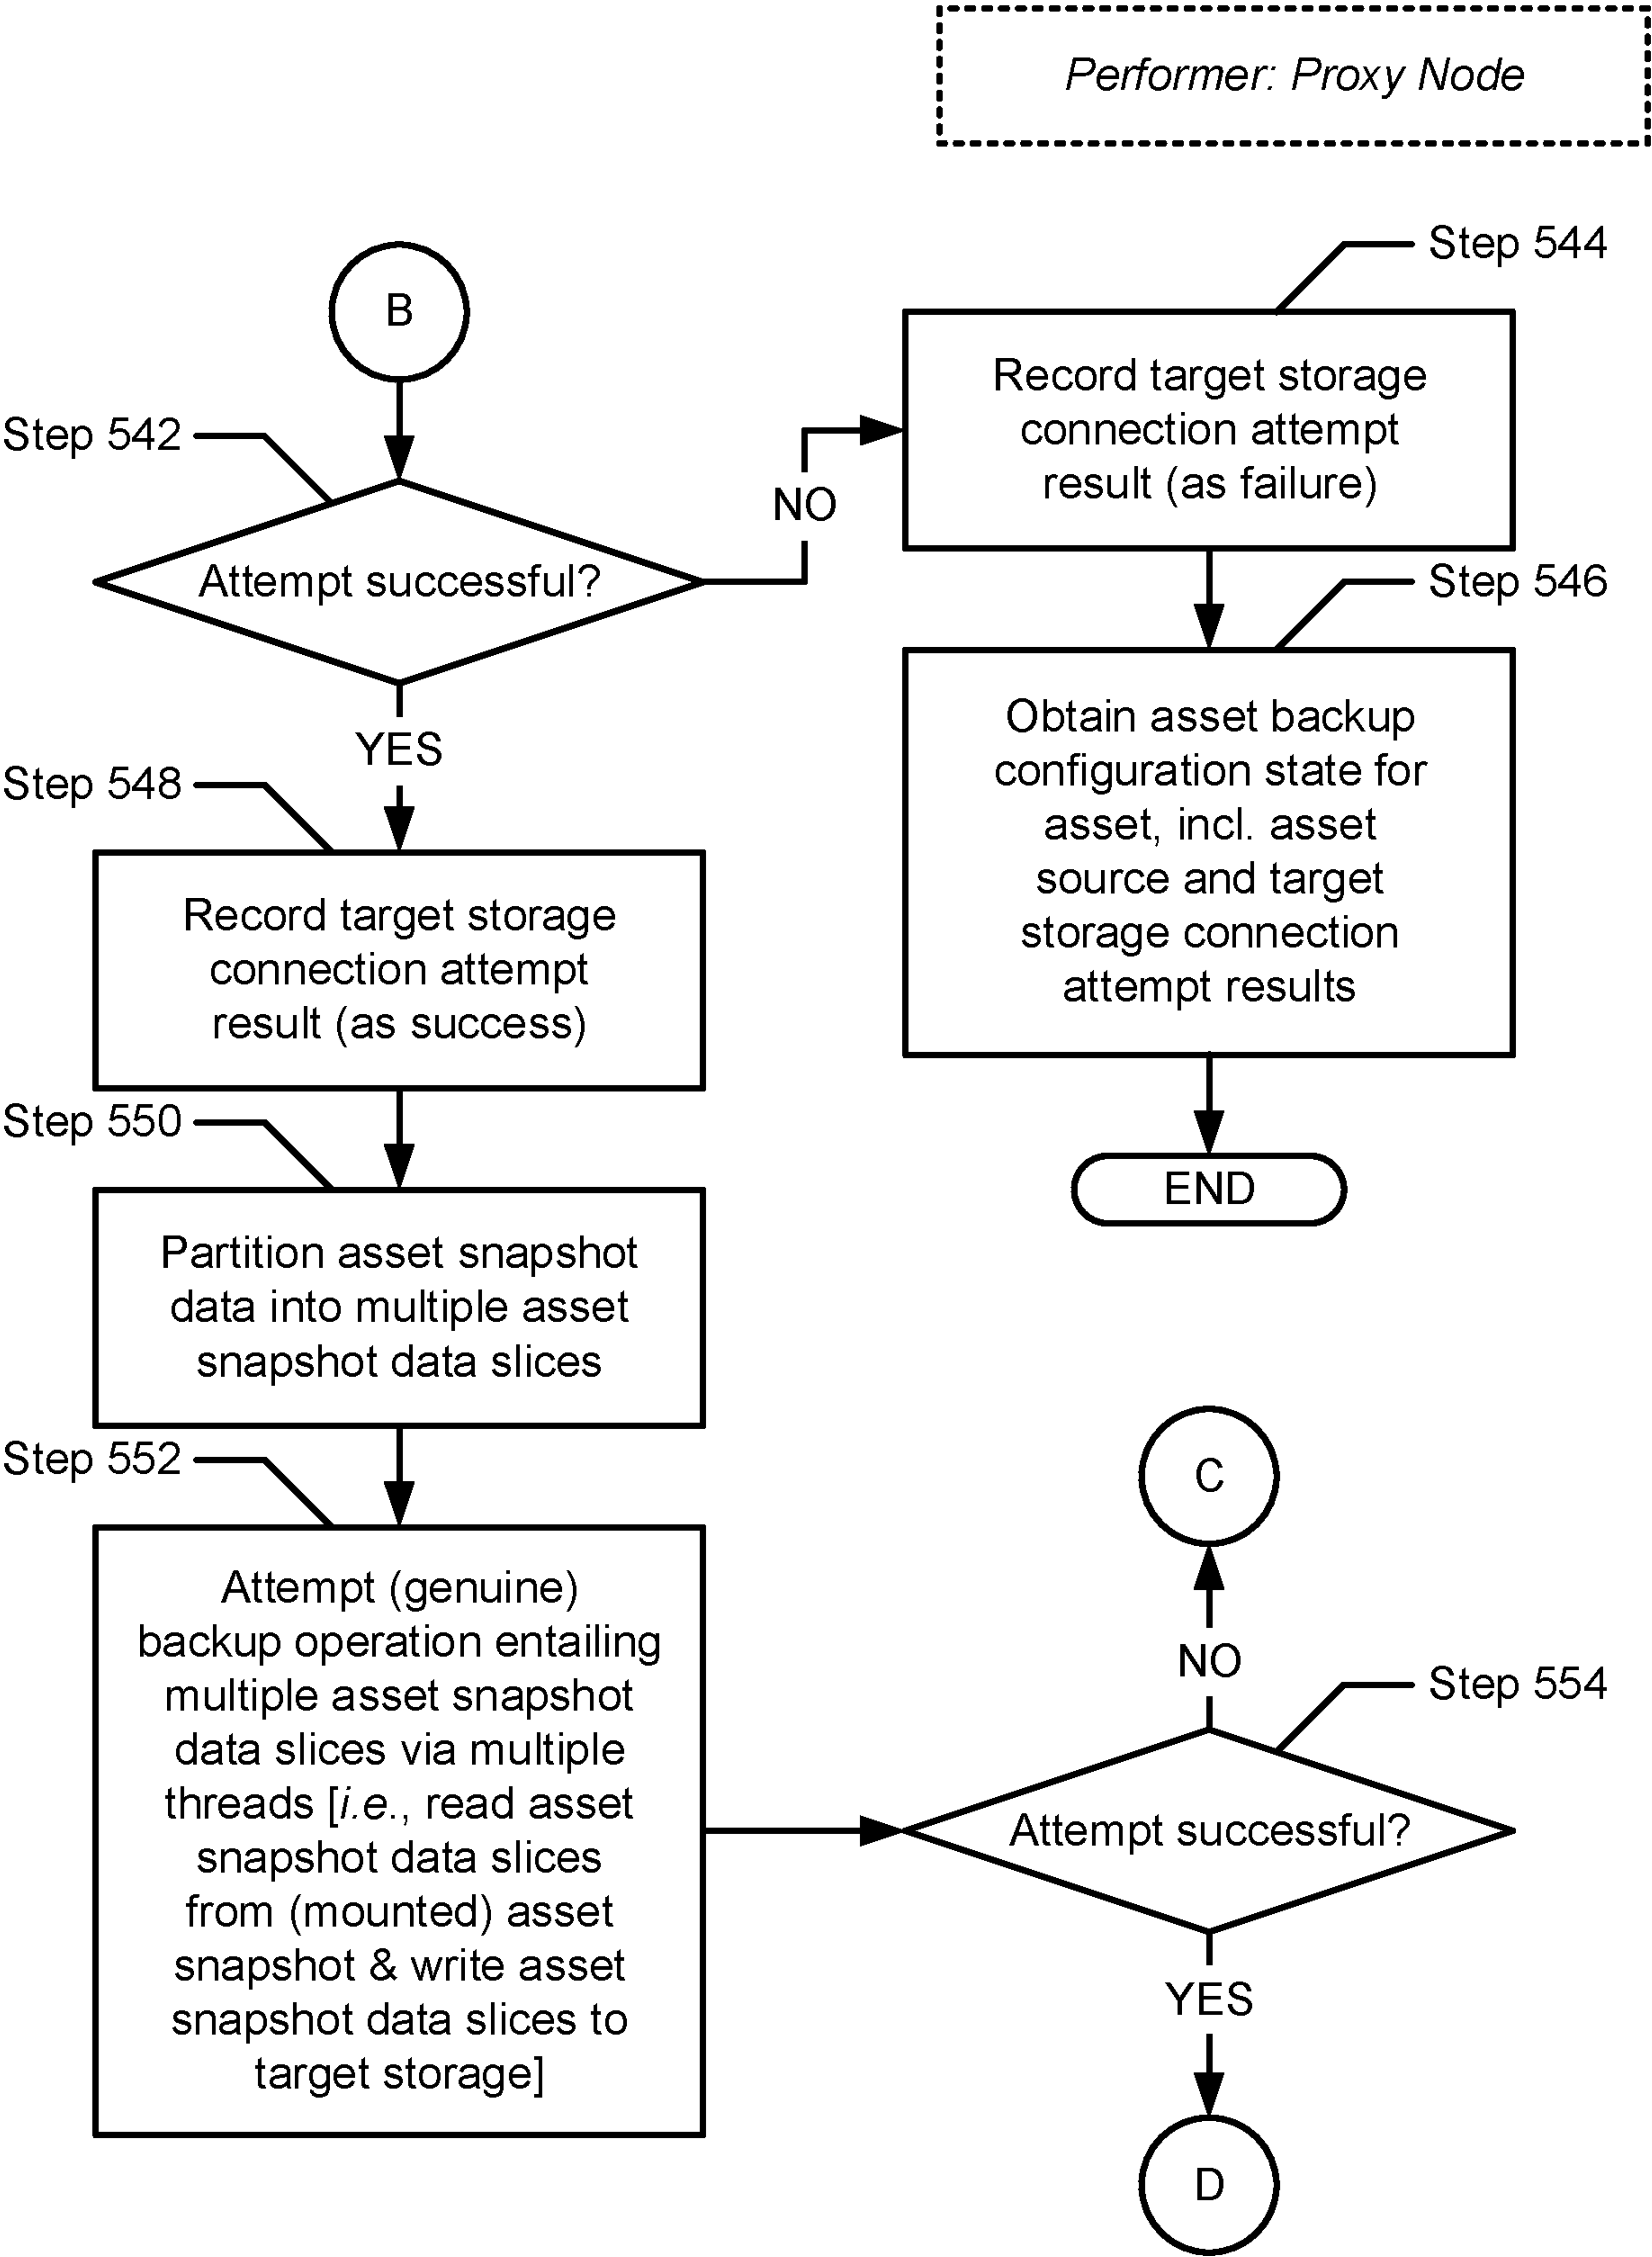 Performer: Proxy Node
B
Step 542
Attempt successful?
NO
Step 544
Record target storage
connection attempt
result (as failure)
Step 546
Obtain asset backup
configuration state for
asset, incl. asset
source and target
storage connection
attempt results
END
YES
Step 548
Record target storage
connection attempt
result (as success)
Step 550
Partition asset snapshot
data into multiple asset
snapshot data slices
Step 552
Attempt (genuine)
backup operation entailing
multiple asset snapshot
data slices via multiple
threads [i.e., read asset
snapshot data slices
from (mounted) asset
snapshot & write asset
snapshot data slices to
target storage]
Step 554
Attempt successful?
NO
C
YES
D